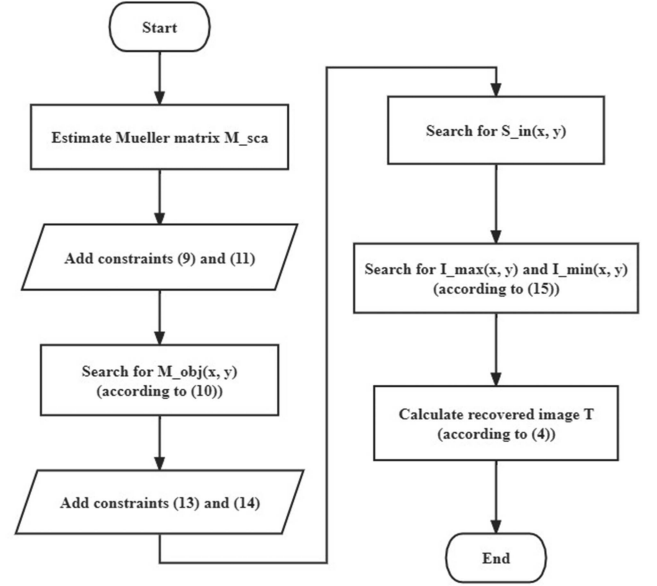 Start
Estimate Mueller matrix M_sca
Add constraints (9) and (11)
Search for M_obj(x, y)
(according to (10))
Add constraints (13) and (14)
Search for S_in(x, y)
Search for I_max(x, y) and I_min(x, y)
(according to (15))
Calculate recovered image T
(according to (4))
End